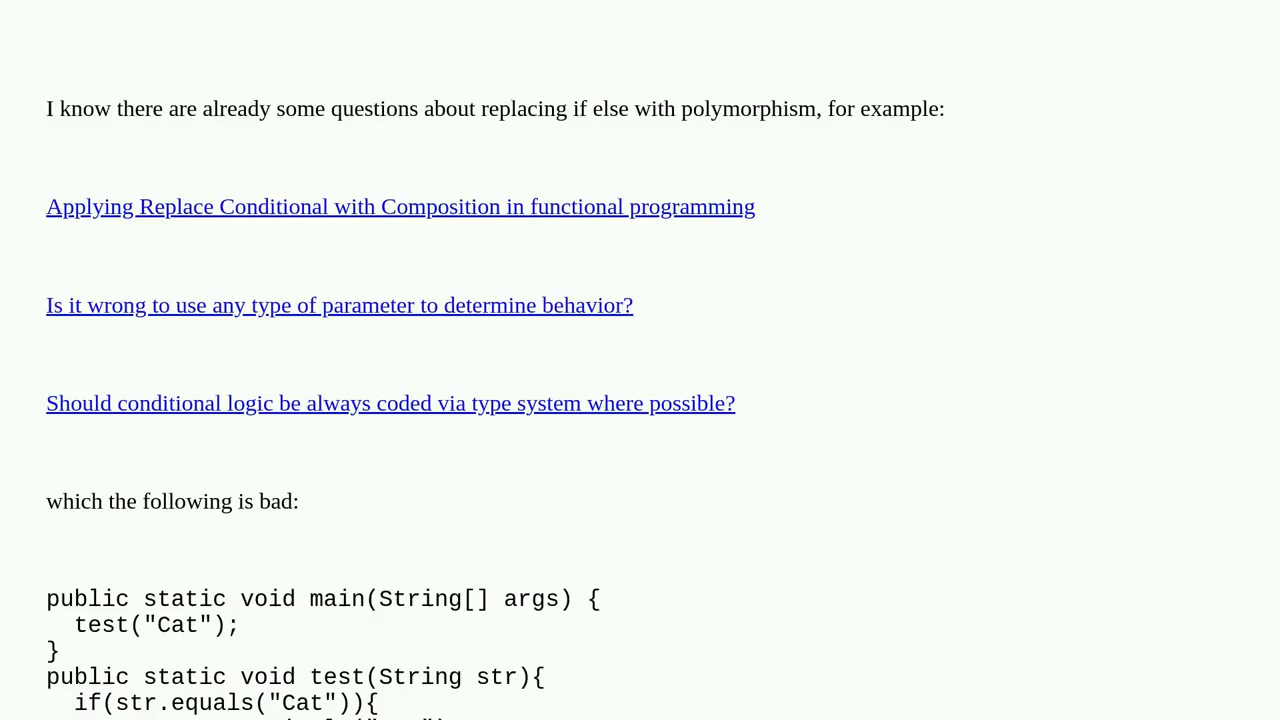 I know there are already some questions about replacing if else with polymorphism, for example:
Applying Replace Conditional with Composition in functional programming
Is it wrong to use any type of parameter to determine behavior?
Should conditional logic be always coded via type system where possible?
which the following is bad:
public static void main(String[] args) {
  test("Cat");
}
public static void test(String str){
  if(str.equals("Cat")){